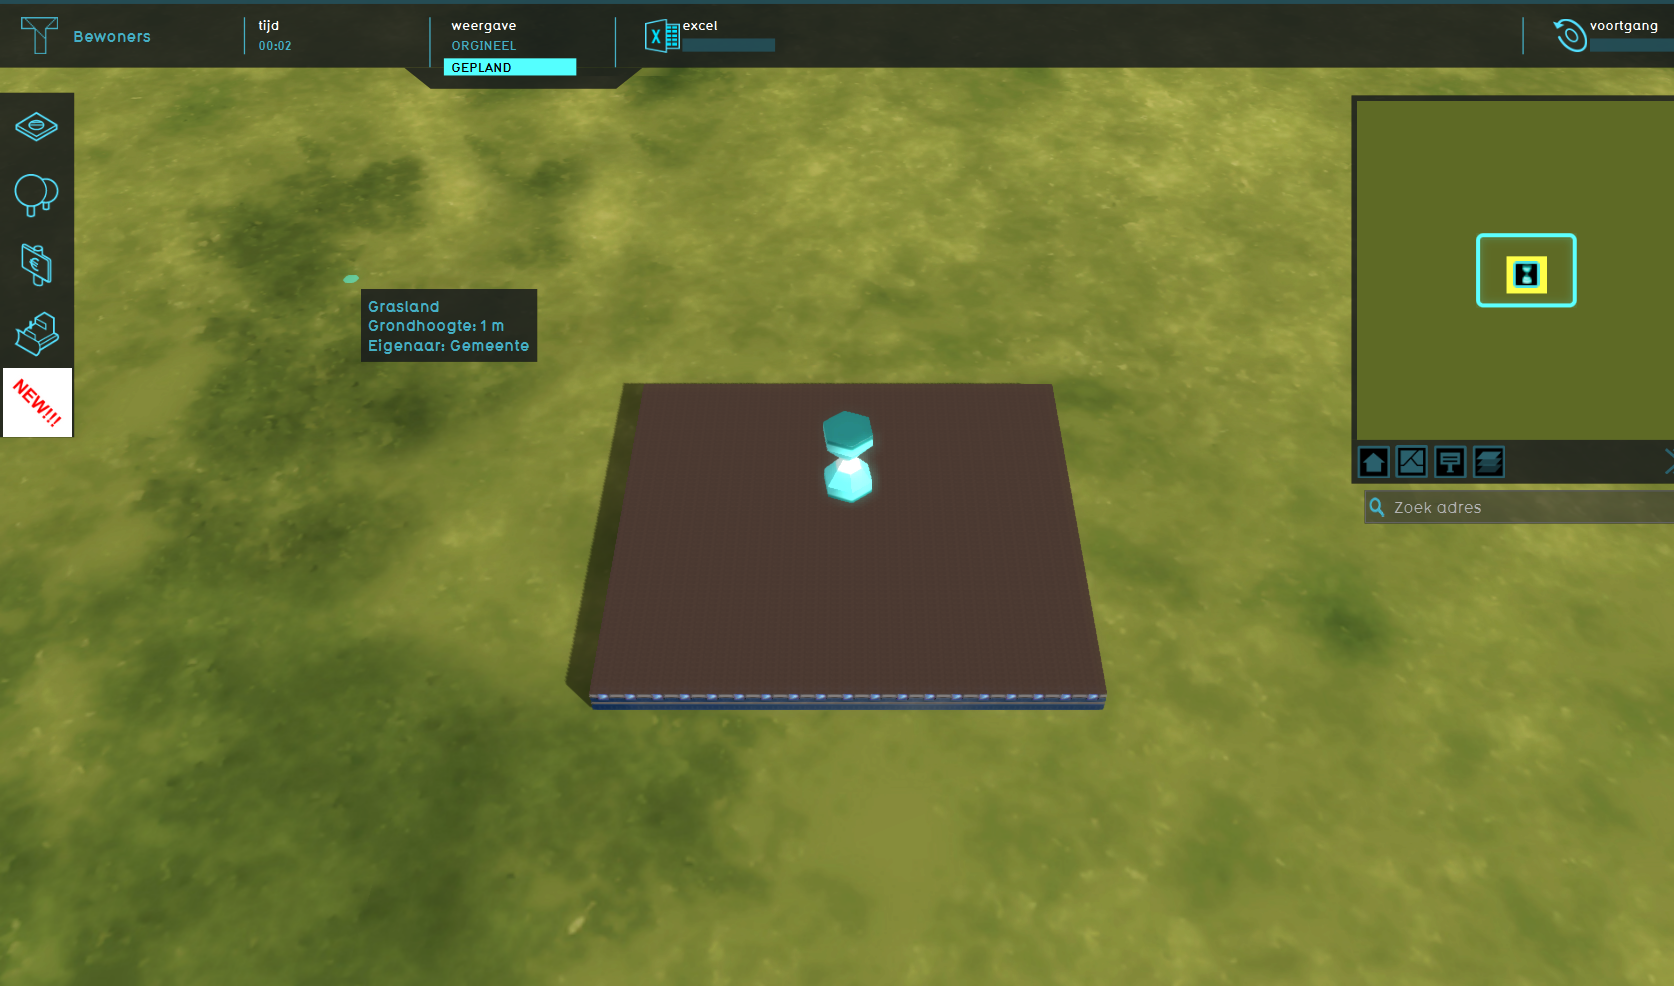 Bewoners
tijd
00:02
weergave
ORGINEEL
GEPLAND
excel
voortgang
Grasland
Grondhoogte: 1 m
Eigenaar: Gemeente
NEW!!!
Zoek adres